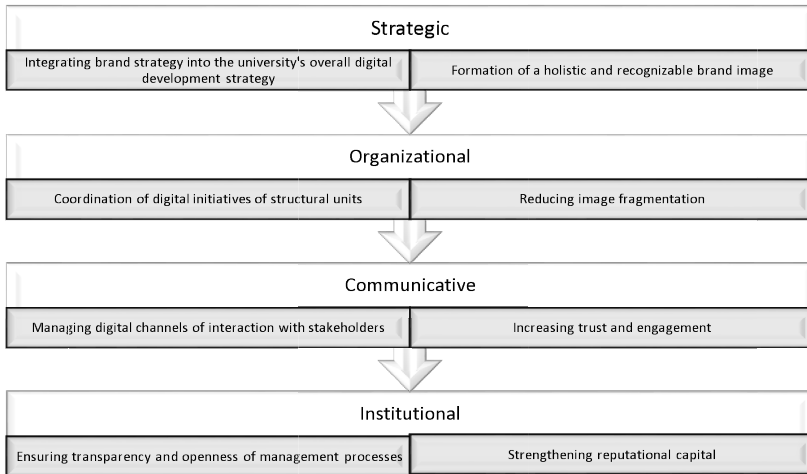 Strategic
Integrating brand strategy into the university's overall digital
development strategy
Formation of a holistic and recognizable brand image
Organizational
Coordination of digital initiatives of structural units
Reducing image fragmentation
Communicative
Managing digital channels of interaction with stakeholders
Increasing trust and engagement
Institutional
Ensuring transparency and openness of management processes
Strengthening reputational capital